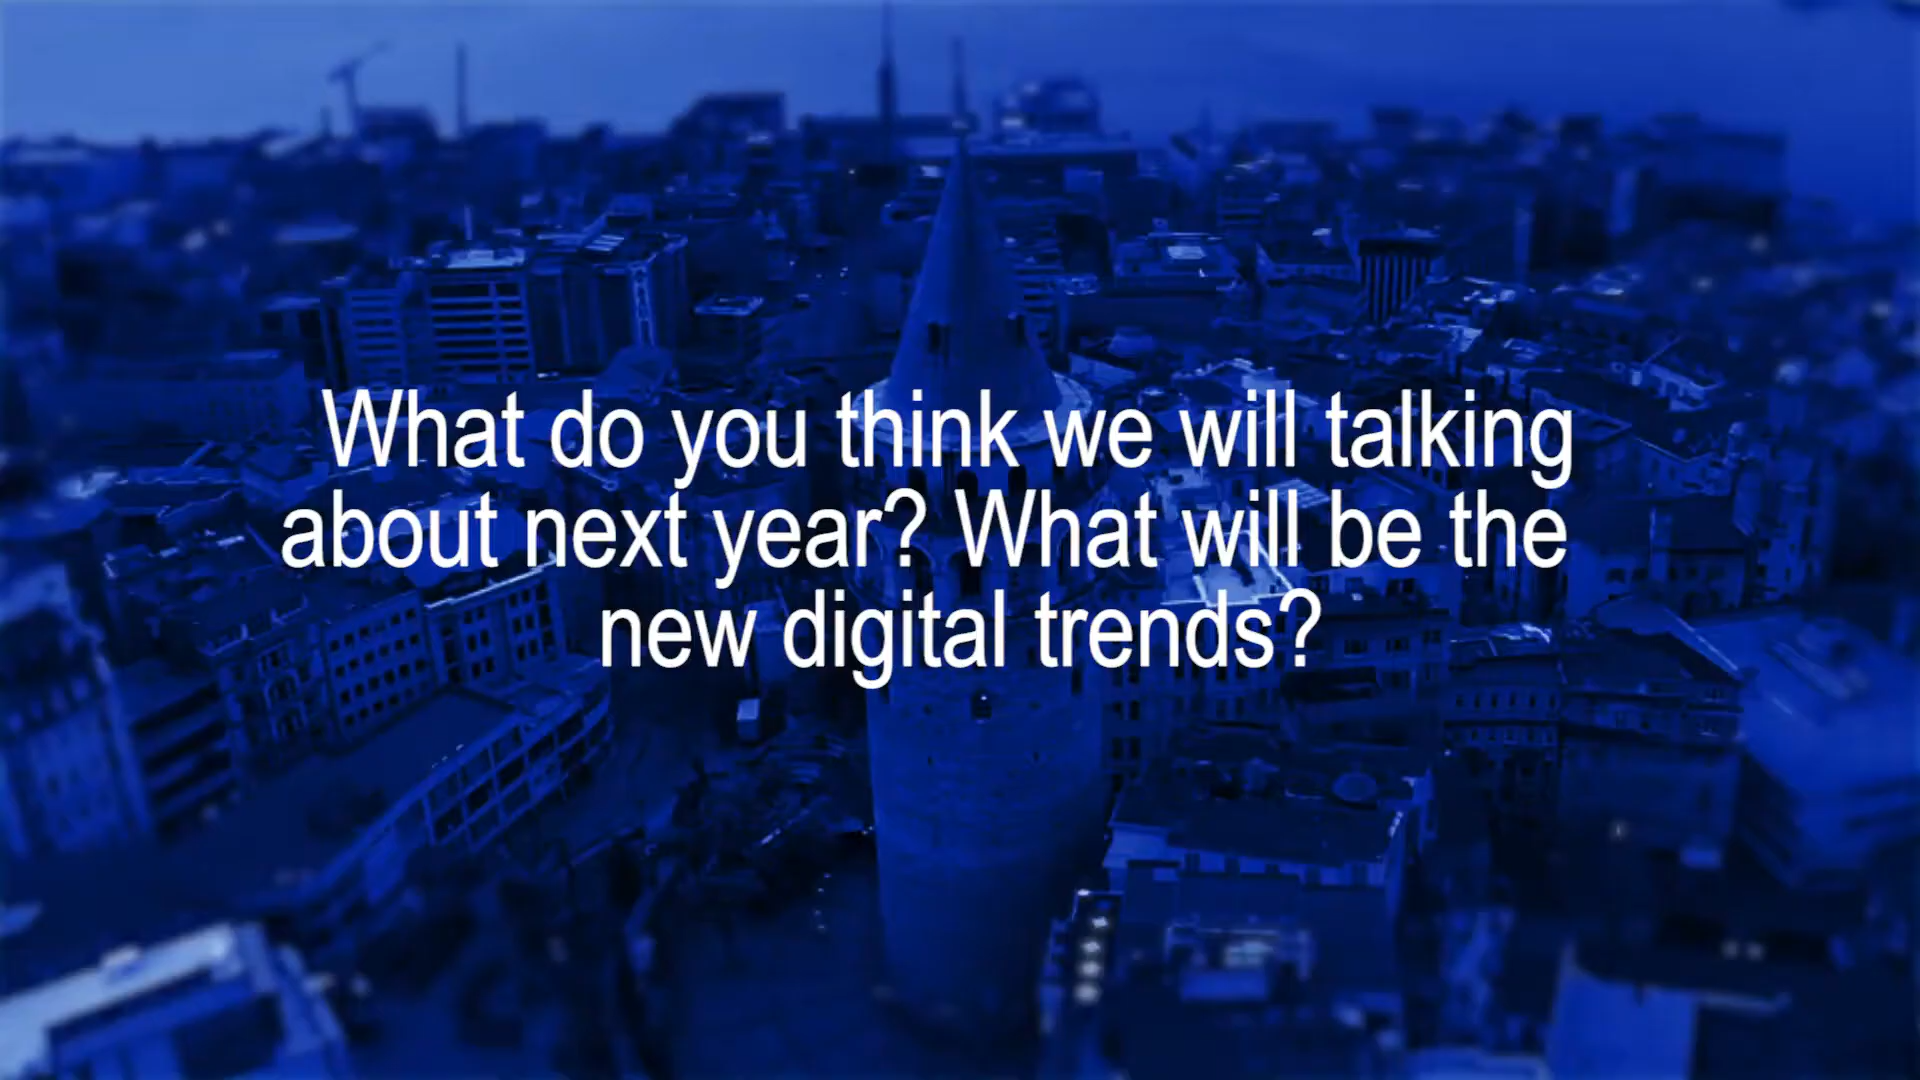 What do you think we will talking
about next year? What will be the
new digital trends?